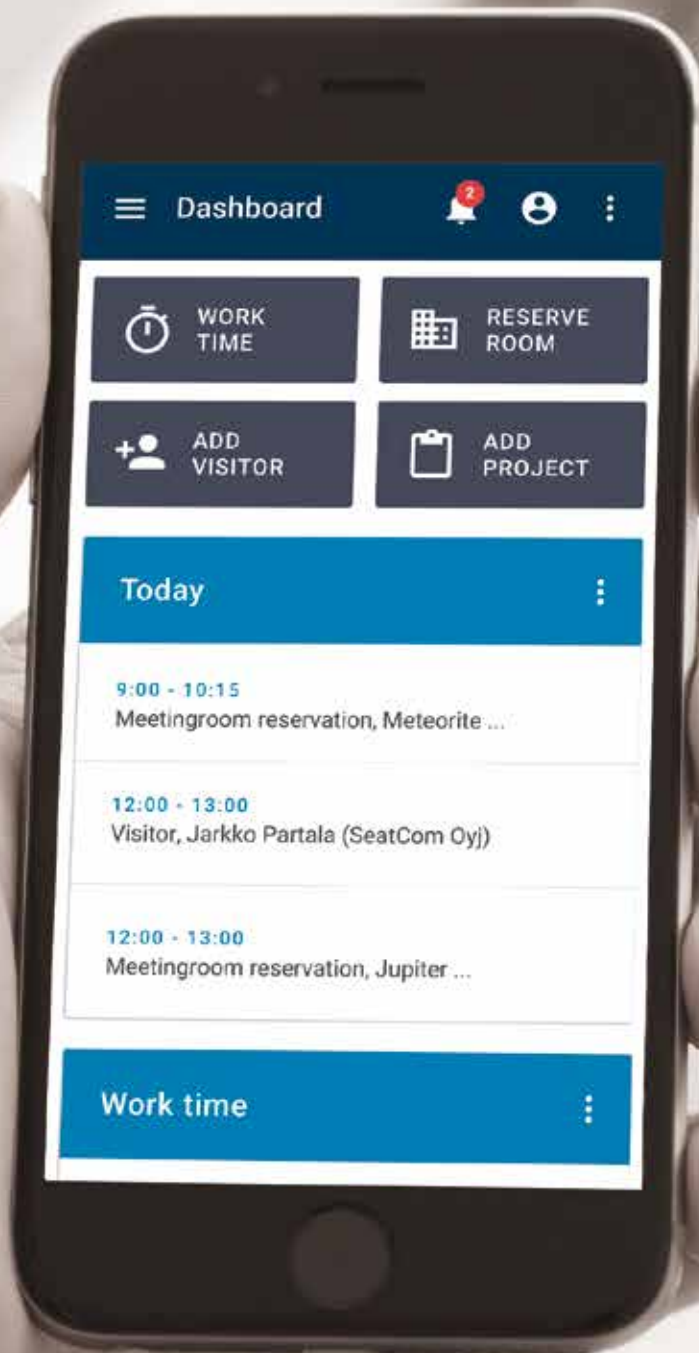 Dashboard
2
WORK
TIME
RESERVE
ROOM
ADD
VISITOR
ADD
PROJECT
Today
9:00 - 10:15
Meetingroom reservation, Meteorite ...
12:00 - 13:00
Visitor, Jarkko Partala (SeatCom Oyj)
12:00 - 13:00
Meetingroom reservation, Jupiter ...
Work time